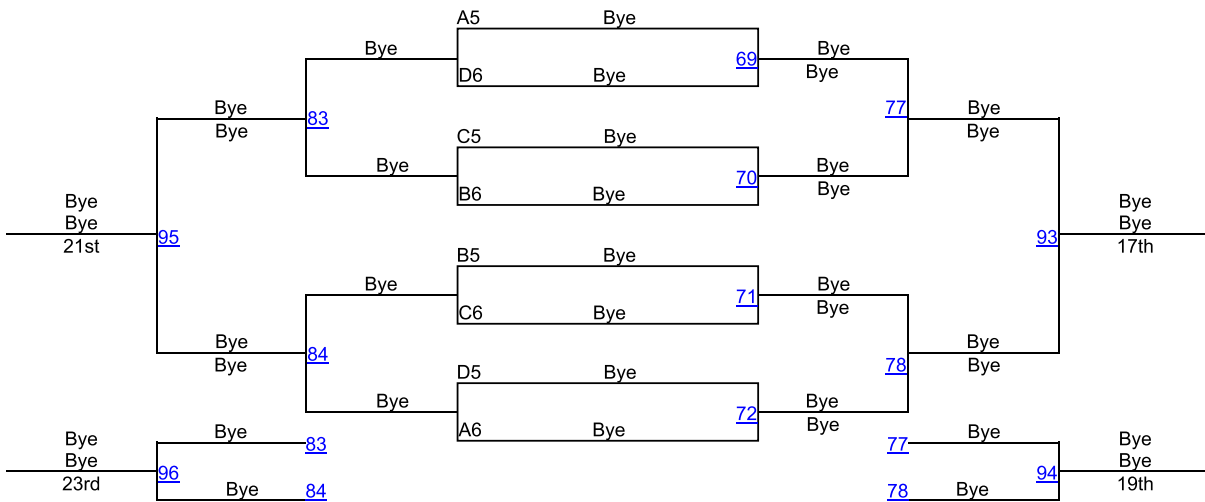 A5 Bye
Bye Bye
69
D6 Bye Bye
Bye 77 Bye
Bye 83 Bye
C5 Bye
Bye Bye
70
B6 Bye Bye
Bye Bye
Bye Bye
95 93
21st 17th
B5 Bye
Bye Bye
71
C6 Bye Bye
Bye 84 Bye
Bye 78 Bye
D5 Bye
Bye Bye
72
A6 Bye Bye
Bye Bye 83 77 Bye Bye
Bye Bye
96 94
23rd Bye 84 78 Bye 19th